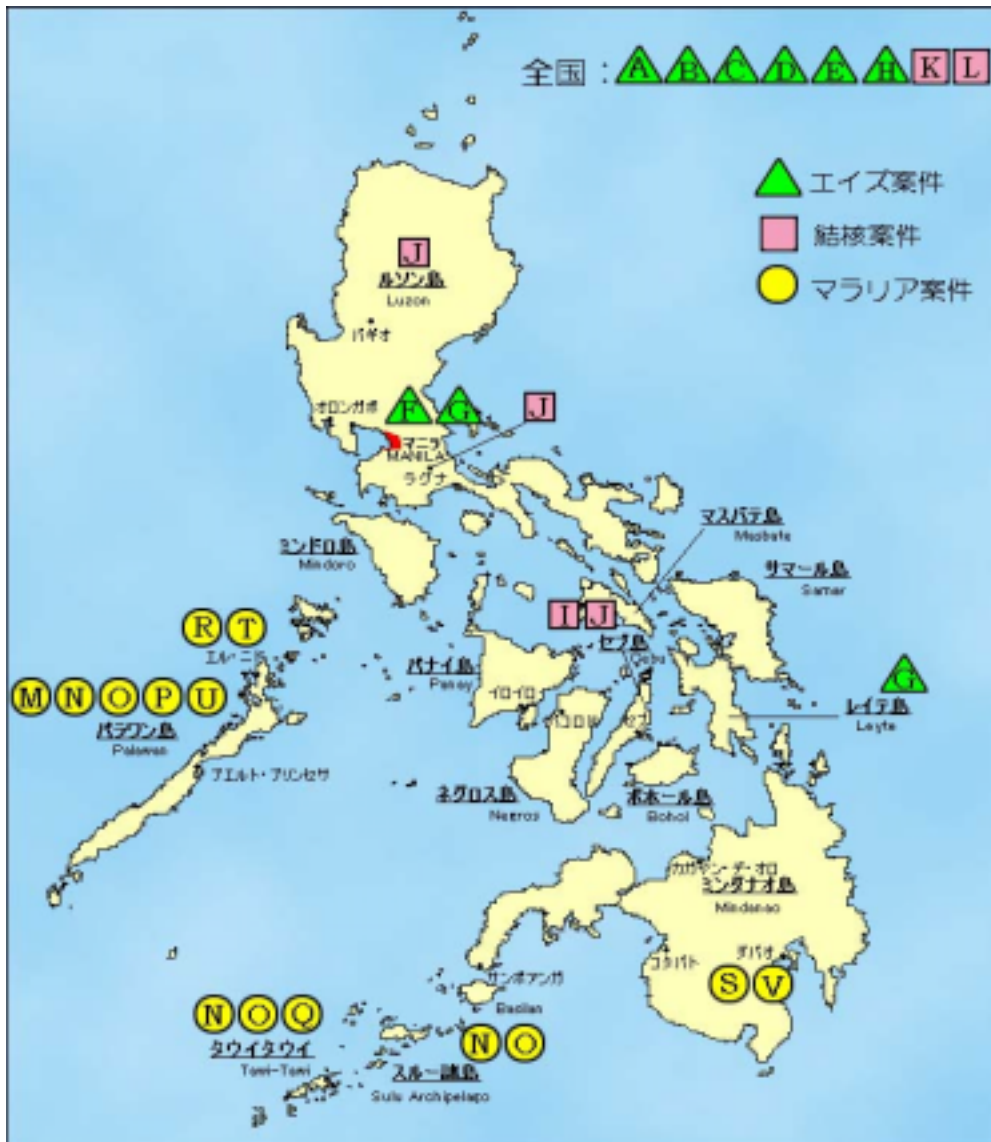 全国：A B C D E H K L
エイズ案件
結核案件
マラリア案件
J
ルソン島
Luzon
バギオ
オロンガポ
F G
J
マニラ
MANILA
ラグナ
マスバテ島
Masbate
ミンドロ島
Mindoro
サマール島
Samar
R T
エル・ニド
I J
セブ島
Cebu
パナイ島
Panay
G
レイテ島
Leyte
M N O P U
パラワン島
Palawan
イロイロ
バコロド
セブ
プエルト・プリンセサ
ネグロス島
Negros
ボホール島
Bohol
カガヤン・デ・オロ
ミンダナオ島
Mindanao
コタバト
ダバオ
S V
サンボアンガ
Basilan
N O Q
タウイタウイ
Tawi-Tawi
N O
スルー諸島
Sulu Archipelago